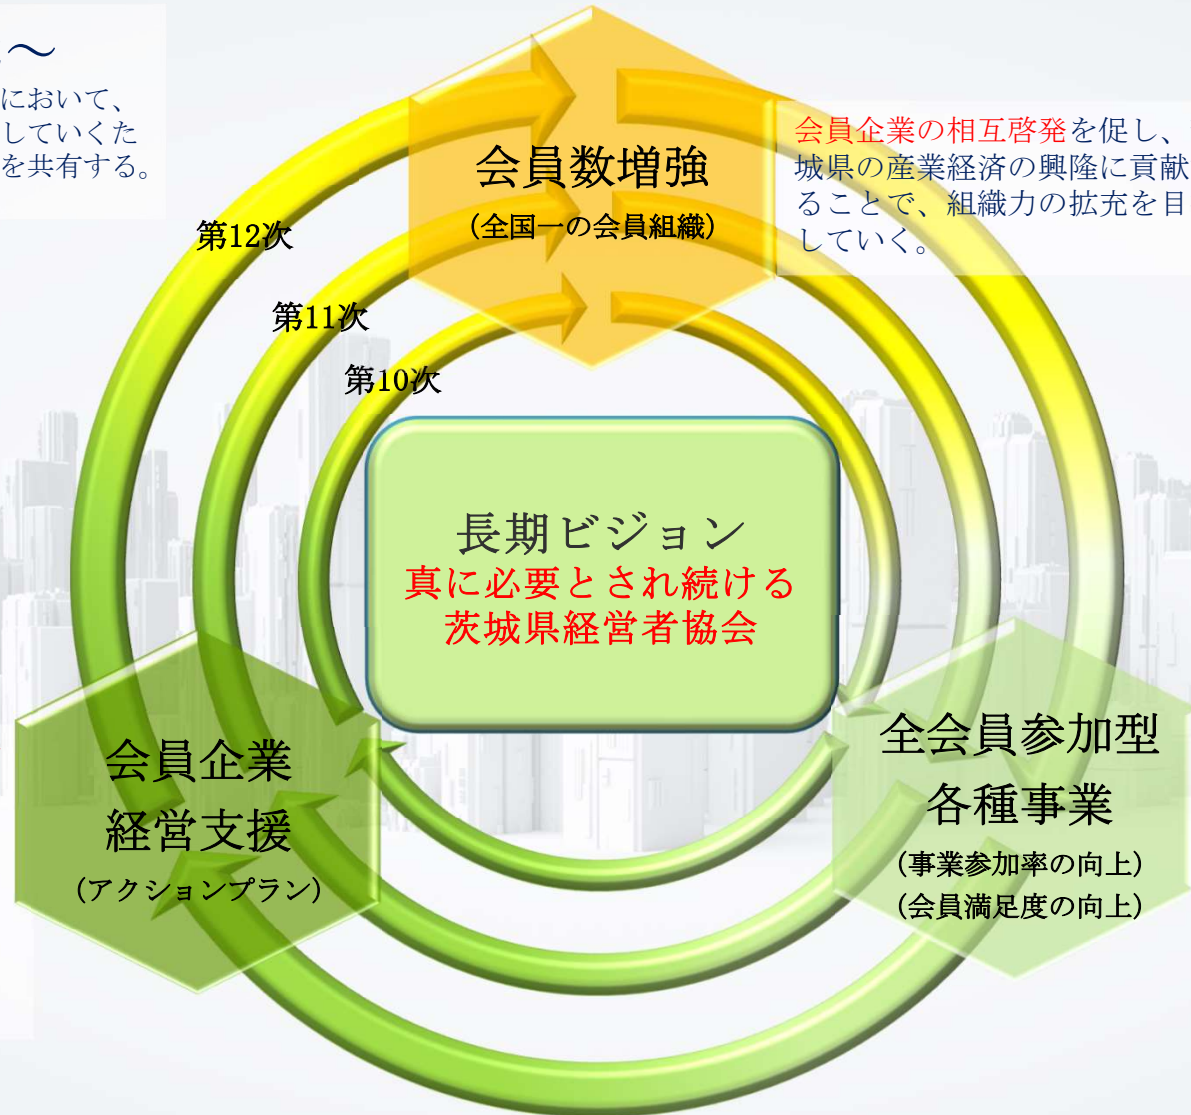 ～
において、
していくた
を共有する。
会員数増強
(全国一の会員組織)
会員企業の相互啓発を促し、
城県の産業経済の興隆に貢献
ることで、組織力の拡充を目
していく。
第12次
第11次
第10次
長期ビジョン
真に必要とされ続ける
茨城県経営者協会
会員企業
経営支援
(アクションプラン)
全会員参加型
各種事業
(事業参加率の向上)
(会員満足度の向上)